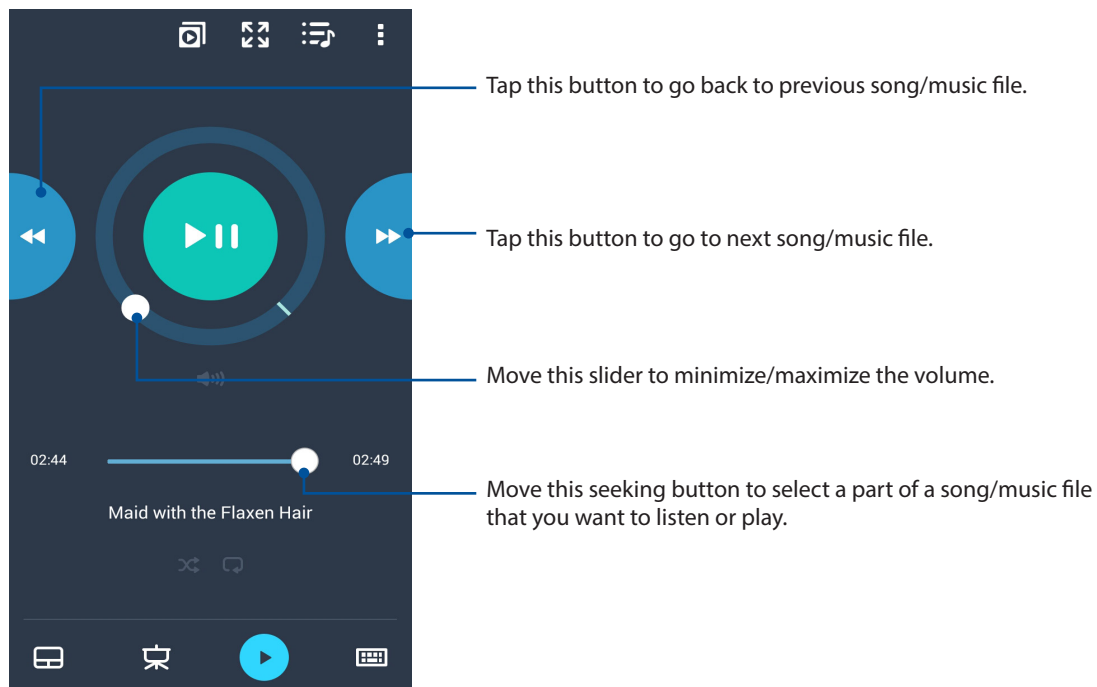 Tap this button to go back to previous song/music file.
Tap this button to go to next song/music file.
Move this slider to minimize/maximize the volume.
02:44
02:49
Move this seeking button to select a part of a song/music file
that you want to listen or play.
Maid with the Flaxen Hair